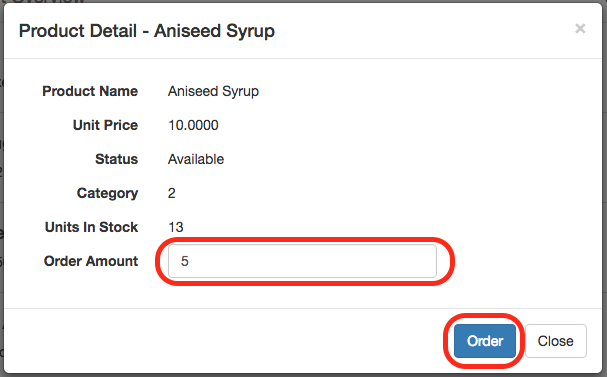 Product Detail - Aniseed Syrup ×
Product Name Aniseed Syrup
Unit Price 10.0000
Status Available
Category 2
Units In Stock 13
Order Amount 5
Order Close